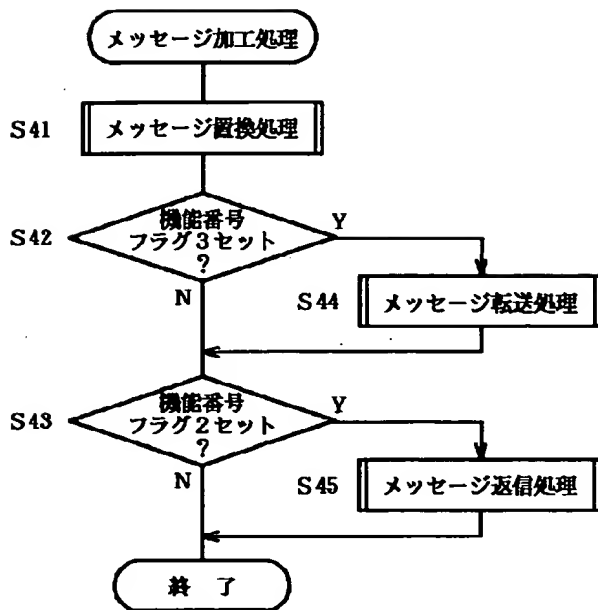 メッセージ加工処理
S41
メッセージ置換処理
S42
機能番号
フラグ3セット
?
Y
N
S44
メッセージ転送処理
S43
機能番号
フラグ2セット
?
Y
N
S45
メッセージ返信処理
終 了